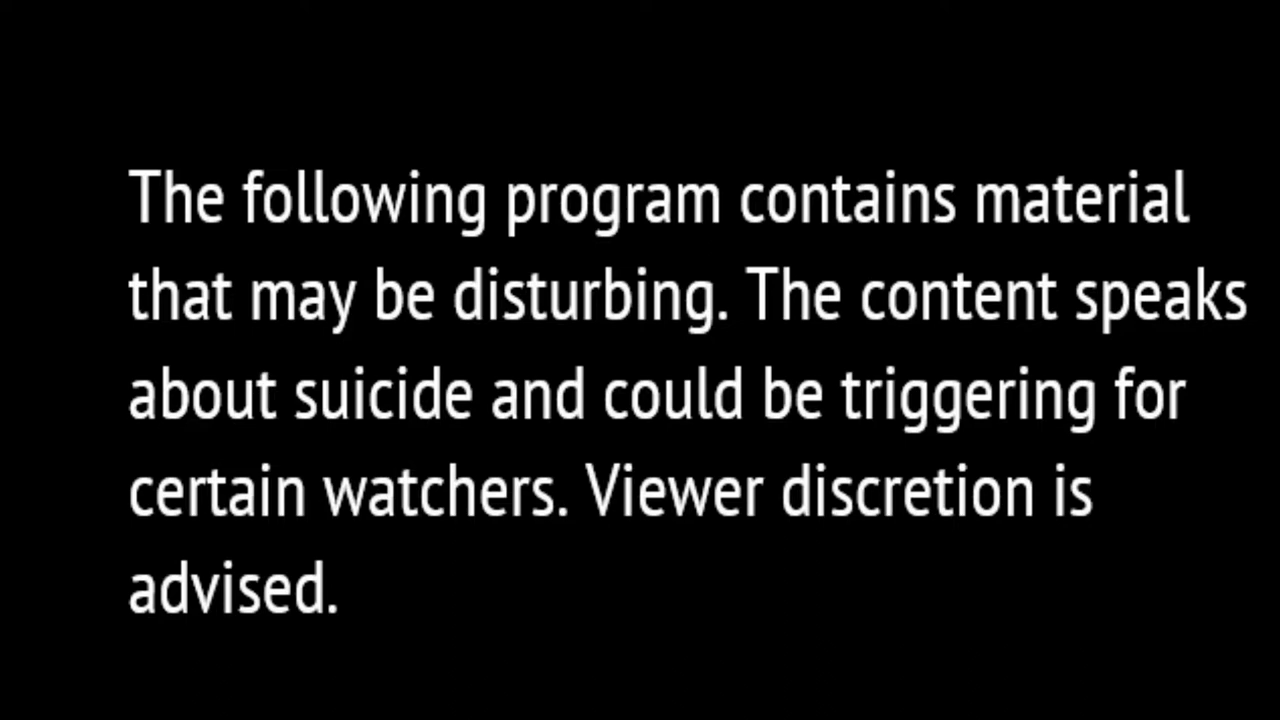 The following program contains material
that may be disturbing. The content speaks
about suicide and could be triggering for
certain watchers. Viewer discretion is
advised.